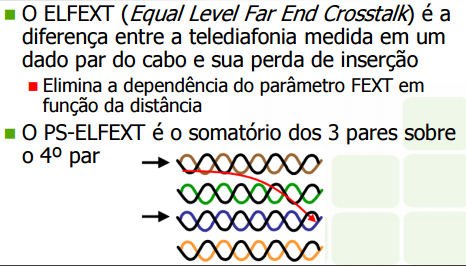 O ELFEXT (Equal Level Far End Crosstalk) é a
diferença entre a telediafonia medida em um
dado par do cabo e sua perda de inserção
Elimina a dependência do parâmetro FEXT em
função da distância
O PS-ELFEXT é o somatório dos 3 pares sobre
o 4º par